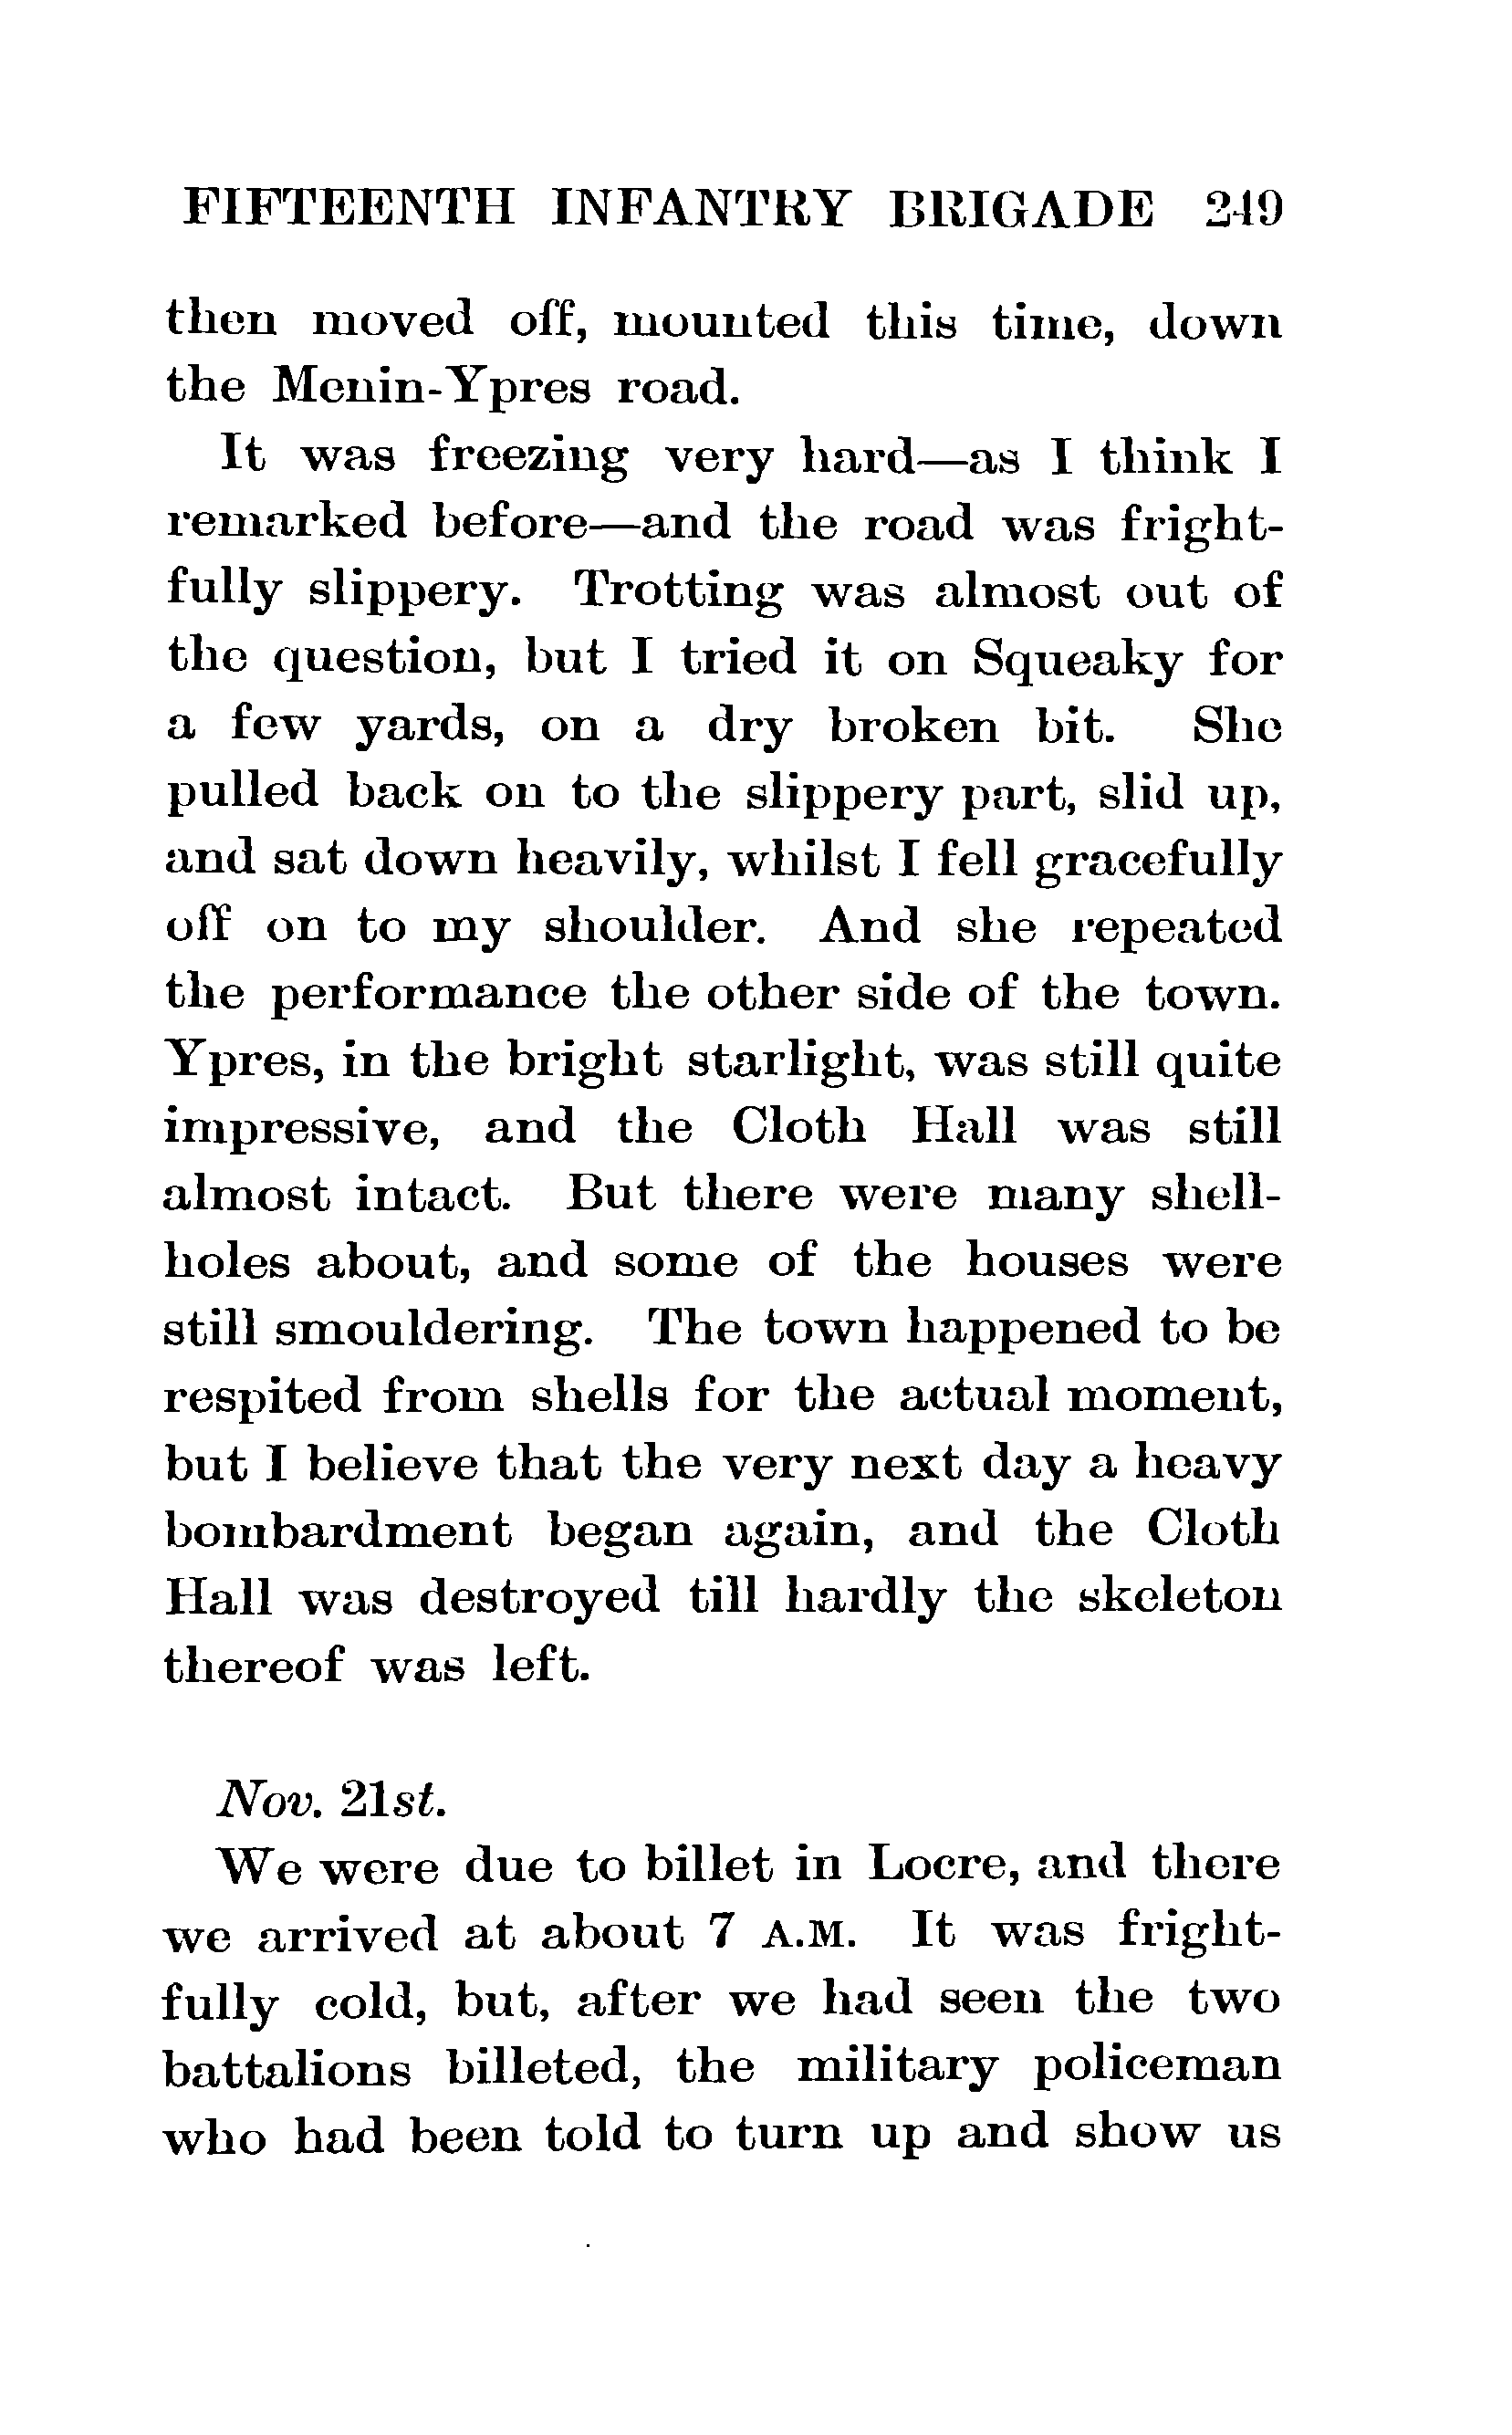 FIFTEENTH INFANTRY BRIGADE 249
then moved off, mounted this time, down
the Menin-Ypres road.
It was freezing very hard—as I think I
remarked before—and the road was fright-
fully slippery. Trotting was almost out of
the question, but I tried it on Squeaky for
a few yards, on a dry broken bit. She
pulled back on to the slippery part, slid up,
and sat down heavily, whilst I fell gracefully
off on to my shoulder. And she repeated
the performance the other side of the town.
Ypres, in the bright starlight, was still quite
impressive, and the Cloth Hall was still
almost intact. But there were many shell-
holes about, and some of the houses were
still smouldering. The town happened to be
respited from shells for the actual moment,
but I believe that the very next day a heavy
bombardment began again, and the Cloth
Hall was destroyed till hardly the skeleton
thereof was left.
Nov. 21st.
We were due to billet in Locre, and there
we arrived at about 7 A.M. It was fright-
fully cold, but, after we had seen the two
battalions billeted, the military policeman
who had been told to turn up and show us